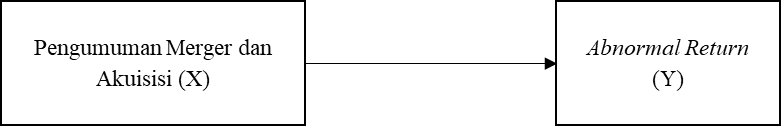 Pengumuman Merger dan
Akuisisi (X)
Abnormal Return
(Y)